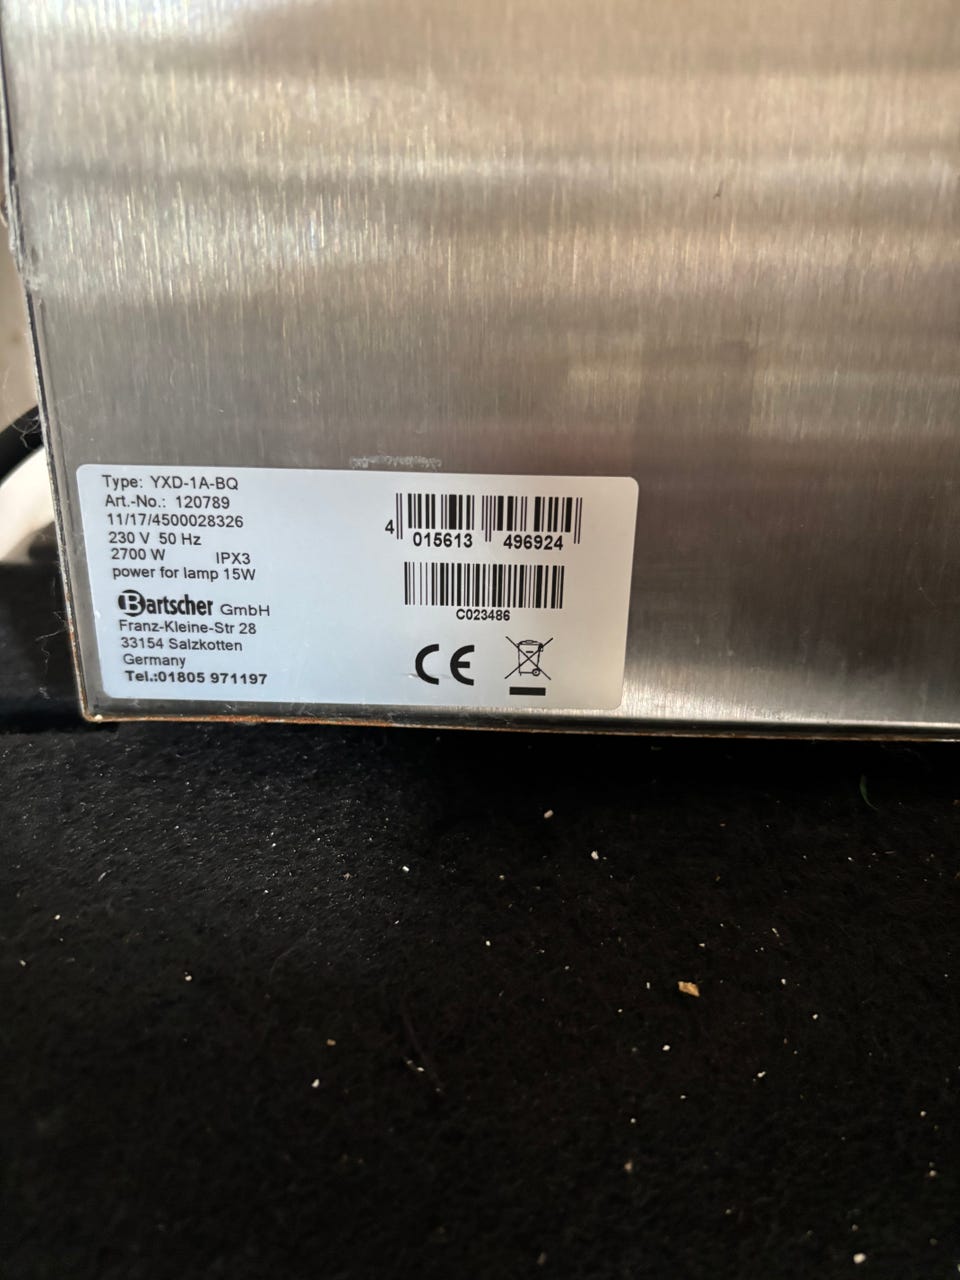 Type: YXD-1A-BQ
Art.-No.: 120789
11/17/4500028326
230 V 50 Hz
2700 W IPX3
power for lamp 15W
Bartscher GmbH
Franz-Kleine-Str 28
33154 Salzkotten
Germany
Tel.:01805 971197
4 015613 496924
C023486
CE